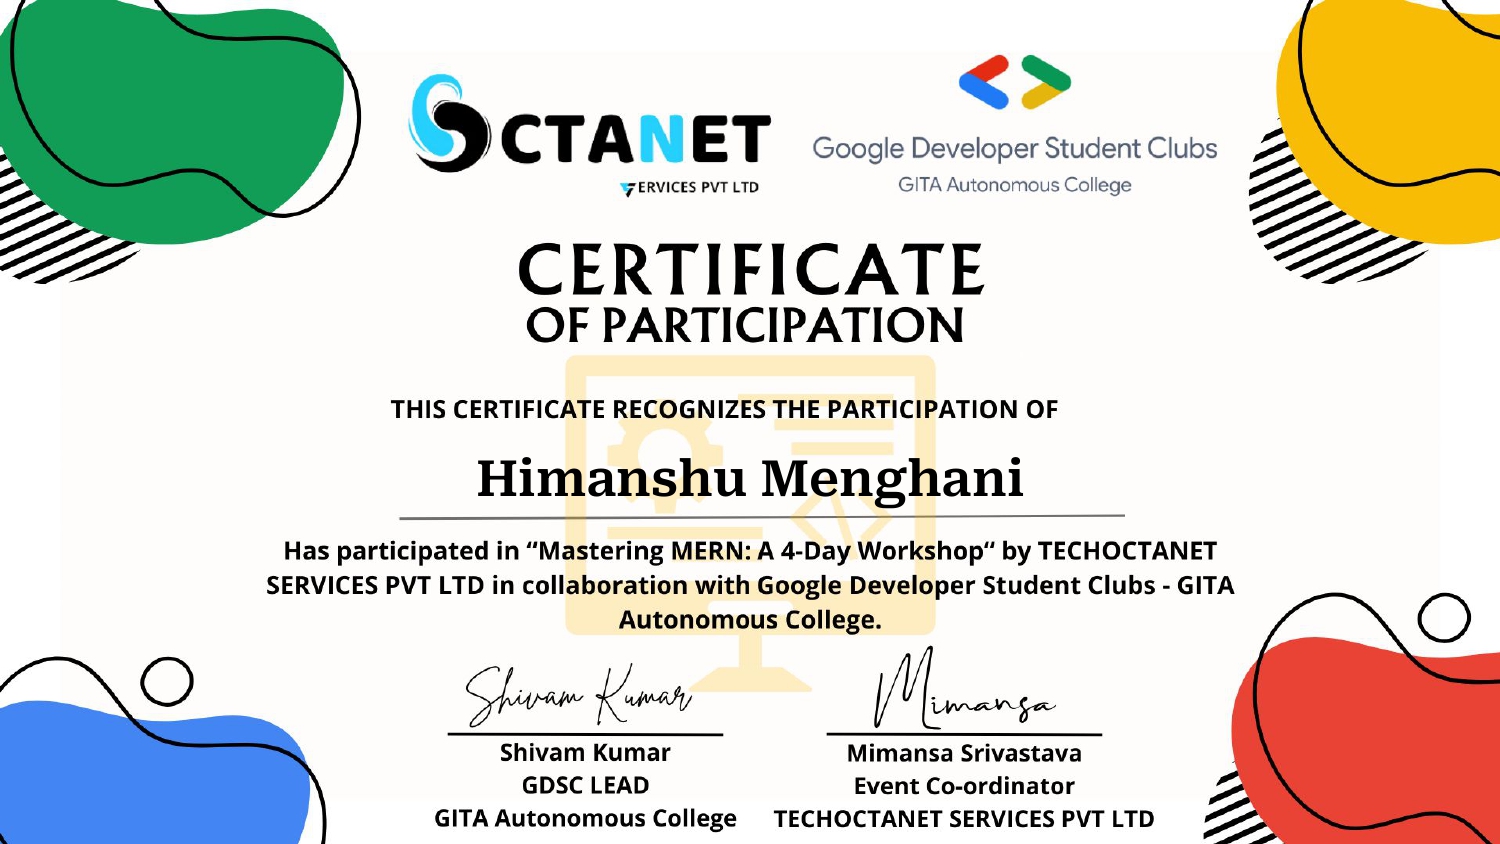 OCTANET
SERVICES PVT LTD
Google Developer Student Clubs
GITA Autonomous College
CERTIFICATE
OF PARTICIPATION
THIS CERTIFICATE RECOGNIZES THE PARTICIPATION OF
Himanshu Menghani
Has participated in “Mastering MERN: A 4-Day Workshop“ by TECHOCTANET
SERVICES PVT LTD in collaboration with Google Developer Student Clubs - GITA
Autonomous College.
Shivam Kumar
Mimansa
Shivam Kumar
GDSC LEAD
GITA Autonomous College
Mimansa Srivastava
Event Co-ordinator
TECHOCTANET SERVICES PVT LTD